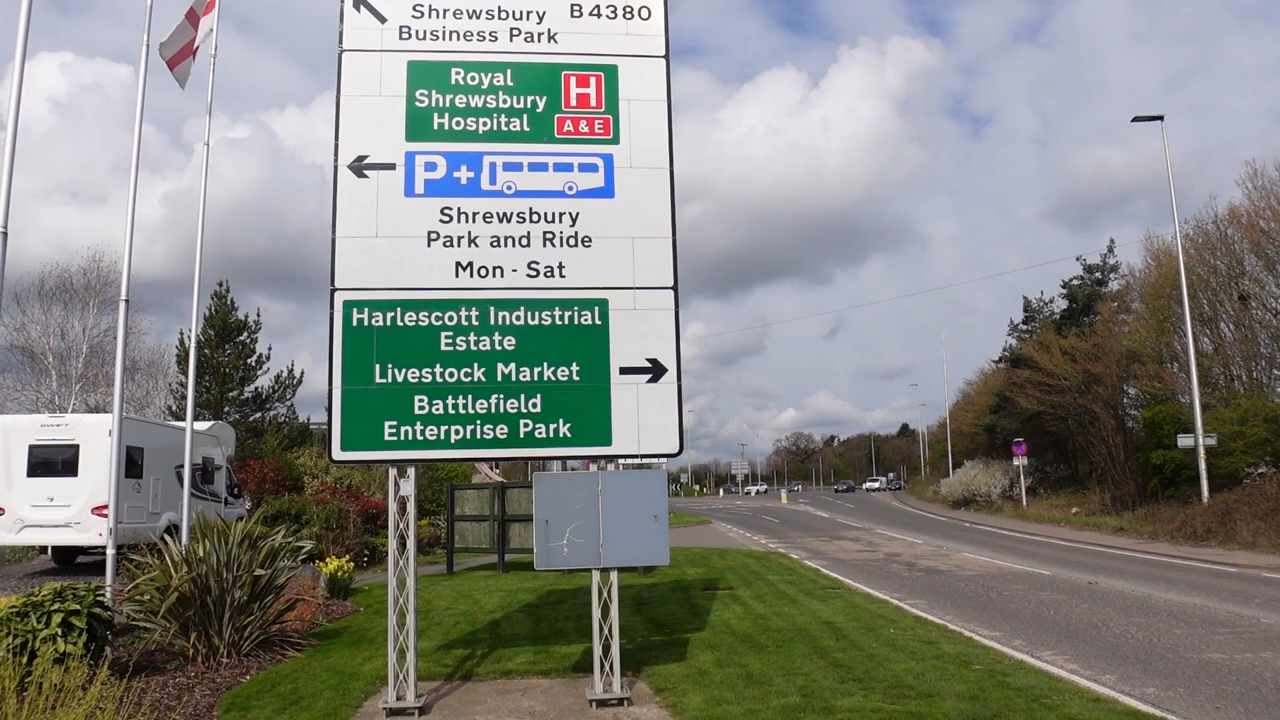 Shrewsbury B4380
Business Park
Royal
Shrewsbury
Hospital
H
A & E
P+
Shrewsbury
Park and Ride
Mon - Sat
Harlescott Industrial
Estate
Livestock Market
Battlefield
Enterprise Park
SWIFT